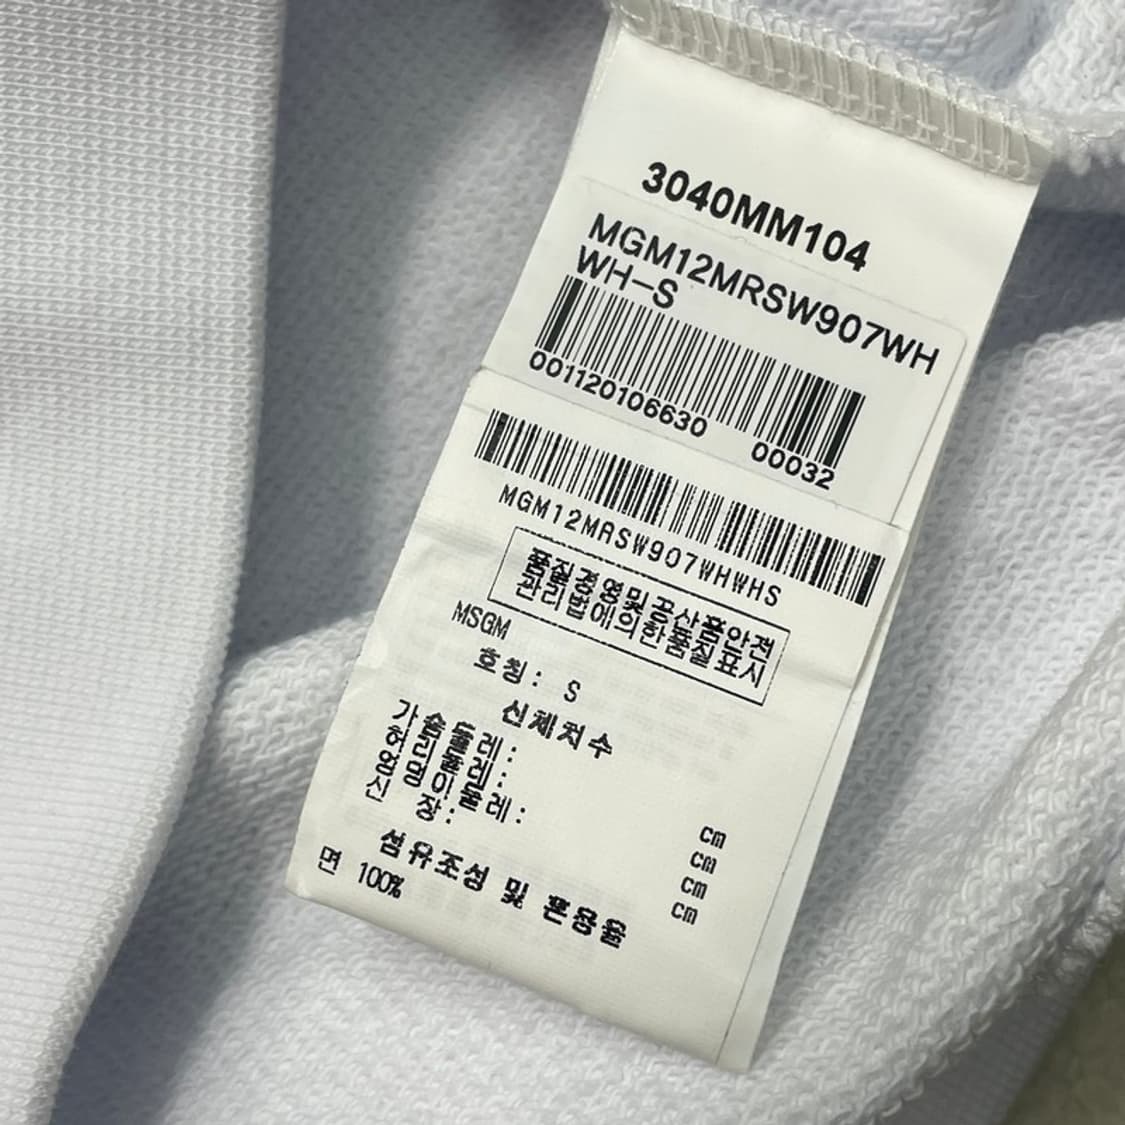 3040MM104
MGM12MRSW907WH
WH-S
001120106630 00032
MGM12MRSW907WHWHS
품질경영및공산품안전
관리법에의한품질표시
MSGM
호칭: S
신체치수
가슴둘레: cm
허리둘레: cm
엉덩이둘레: cm
신 장: cm
섬유조성 및 혼용율
면 100%